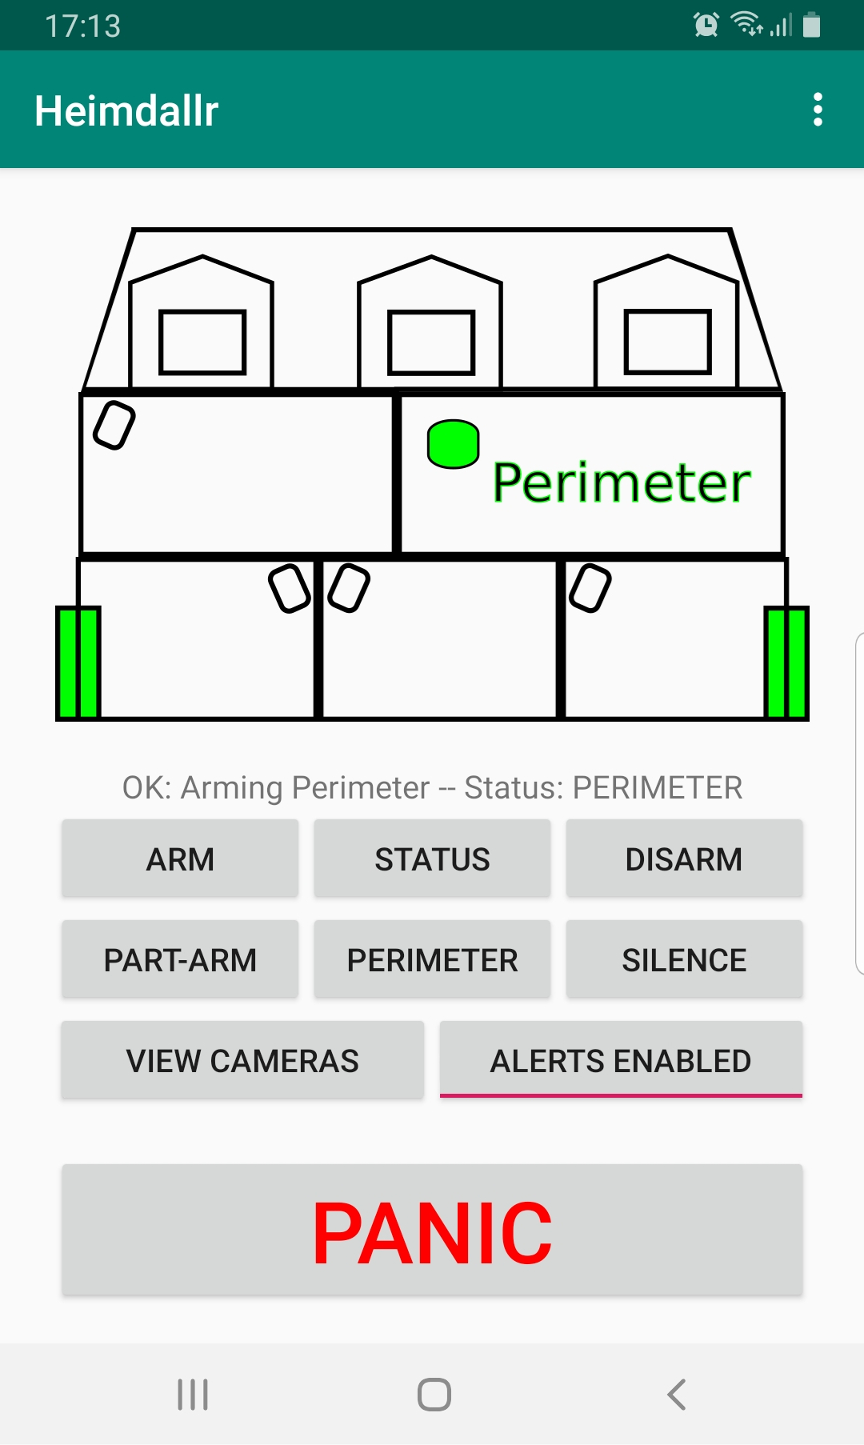 17:13
Heimdallr
Perimeter
OK: Arming Perimeter -- Status: PERIMETER
ARM STATUS DISARM
PART-ARM PERIMETER SILENCE
VIEW CAMERAS ALERTS ENABLED
PANIC